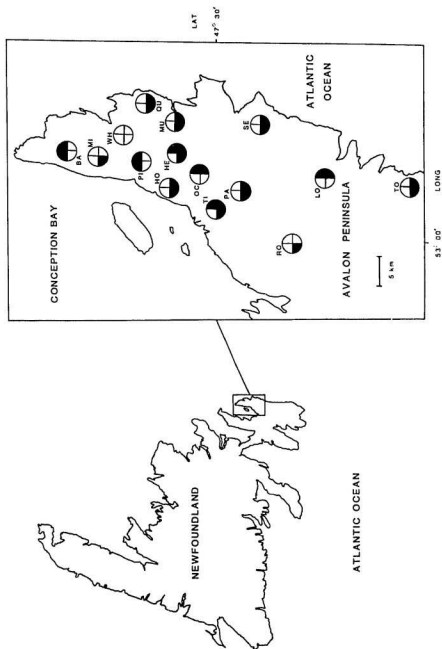 LAT
47° 30'
CONCEPTION BAY
ATLANTIC
OCEAN
BA
MI
WH
QU
PI
MU
HO
HE
OC
TI
PA
SE
RO
LO
TO
AVALON PENINSULA
5 km
53° 00'
LONG
NEWFOUNDLAND
ATLANTIC OCEAN